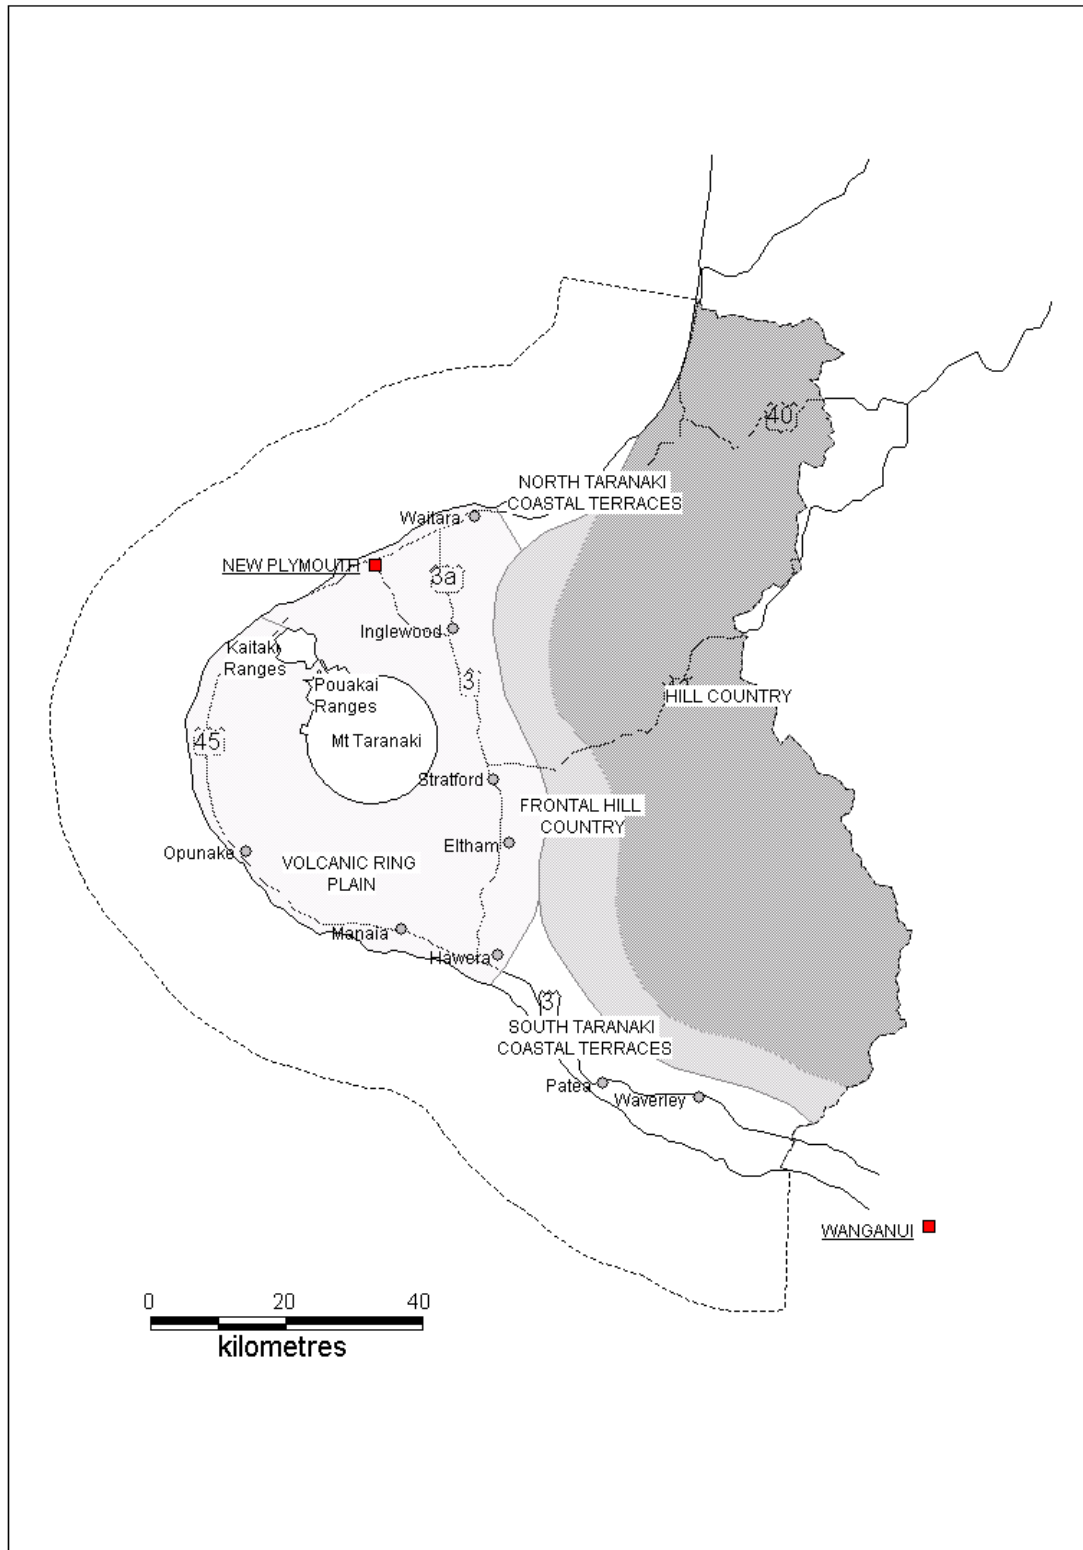 40
NORTH TARANAKI
COASTAL TERRACES
Waitara
NEW PLYMOUTH
3a
Inglewood
Kaitaki
Ranges
Pouakai
Ranges
3
HILL COUNTRY
45
Mt Taranaki
Stratford
FRONTAL HILL
COUNTRY
Eltham
Opunake
VOLCANIC RING
PLAIN
Manaia
Hawera
3
SOUTH TARANAKI
COASTAL TERRACES
Patea
Waverley
WANGANUI
0 20 40
kilometres